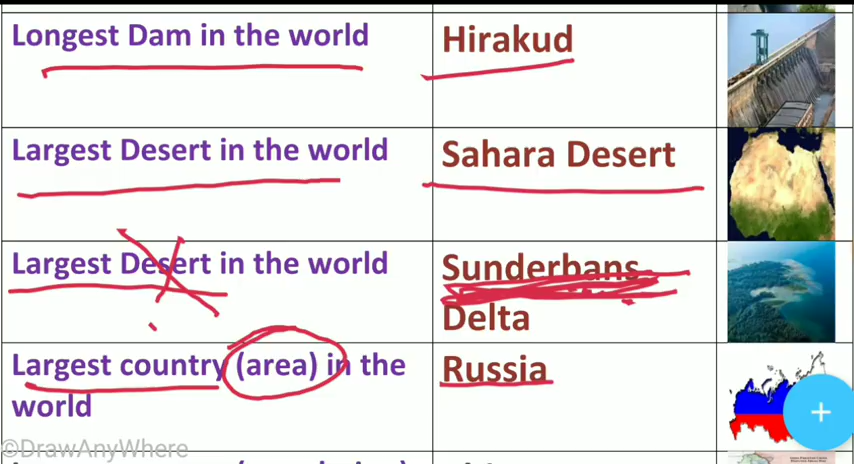 Longest Dam in the world
Hirakud
Largest Desert in the world
Sahara Desert
Largest Desert in the world
Sunderbans
Delta
Largest country (area) in the
world
Russia
©DrawAnyWhere